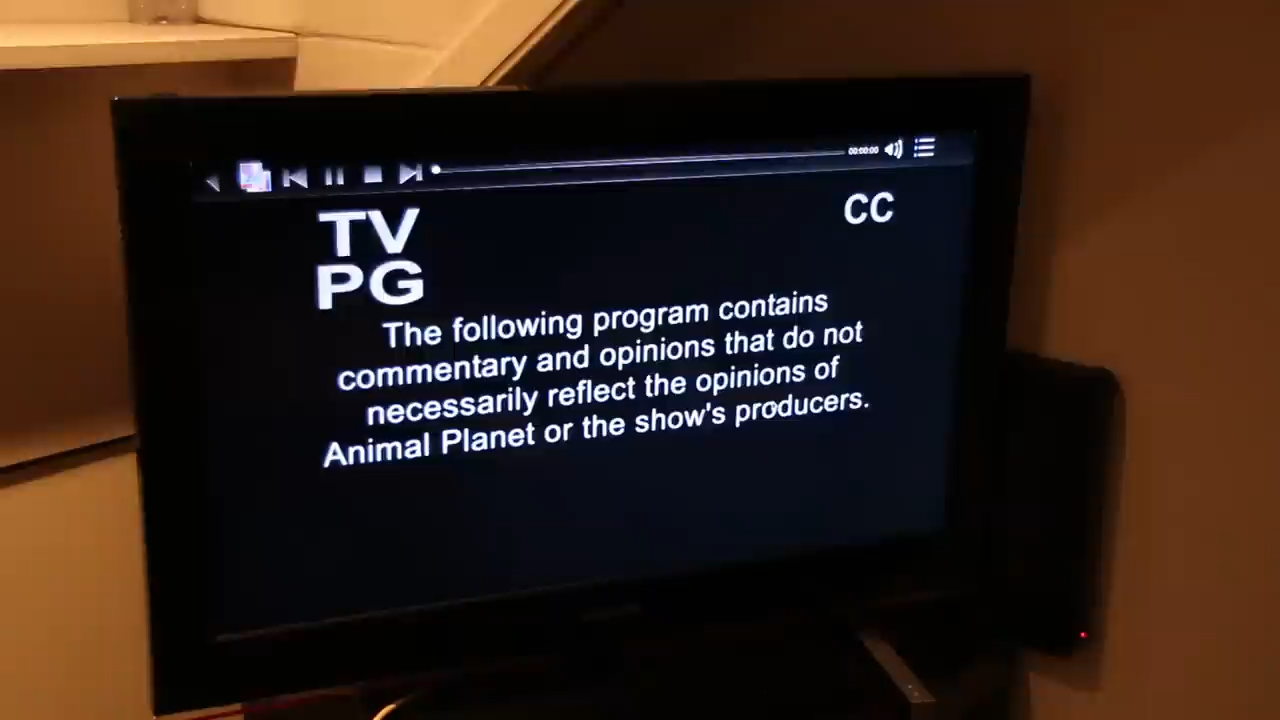 00:00:00
TV
PG
CC
The following program contains
commentary and opinions that do not
necessarily reflect the opinions of
Animal Planet or the show's producers.